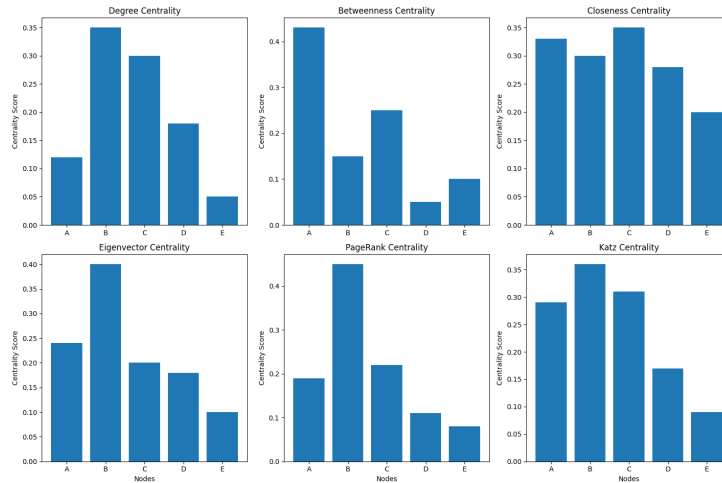 Degree Centrality
Centrality Score
0.35
0.30
0.25
0.20
0.15
0.10
0.05
0.00
A B C D E
Betweenness Centrality
Centrality Score
0.4
0.3
0.2
0.1
0.0
A B C D E
Closeness Centrality
Centrality Score
0.35
0.30
0.25
0.20
0.15
0.10
0.05
0.00
A B C D E
Eigenvector Centrality
Centrality Score
0.40
0.35
0.30
0.25
0.20
0.15
0.10
0.05
0.00
A B C D E
Nodes
PageRank Centrality
Centrality Score
0.4
0.3
0.2
0.1
0.0
A B C D E
Nodes
Katz Centrality
Centrality Score
0.35
0.30
0.25
0.20
0.15
0.10
0.05
0.00
A B C D E
Nodes